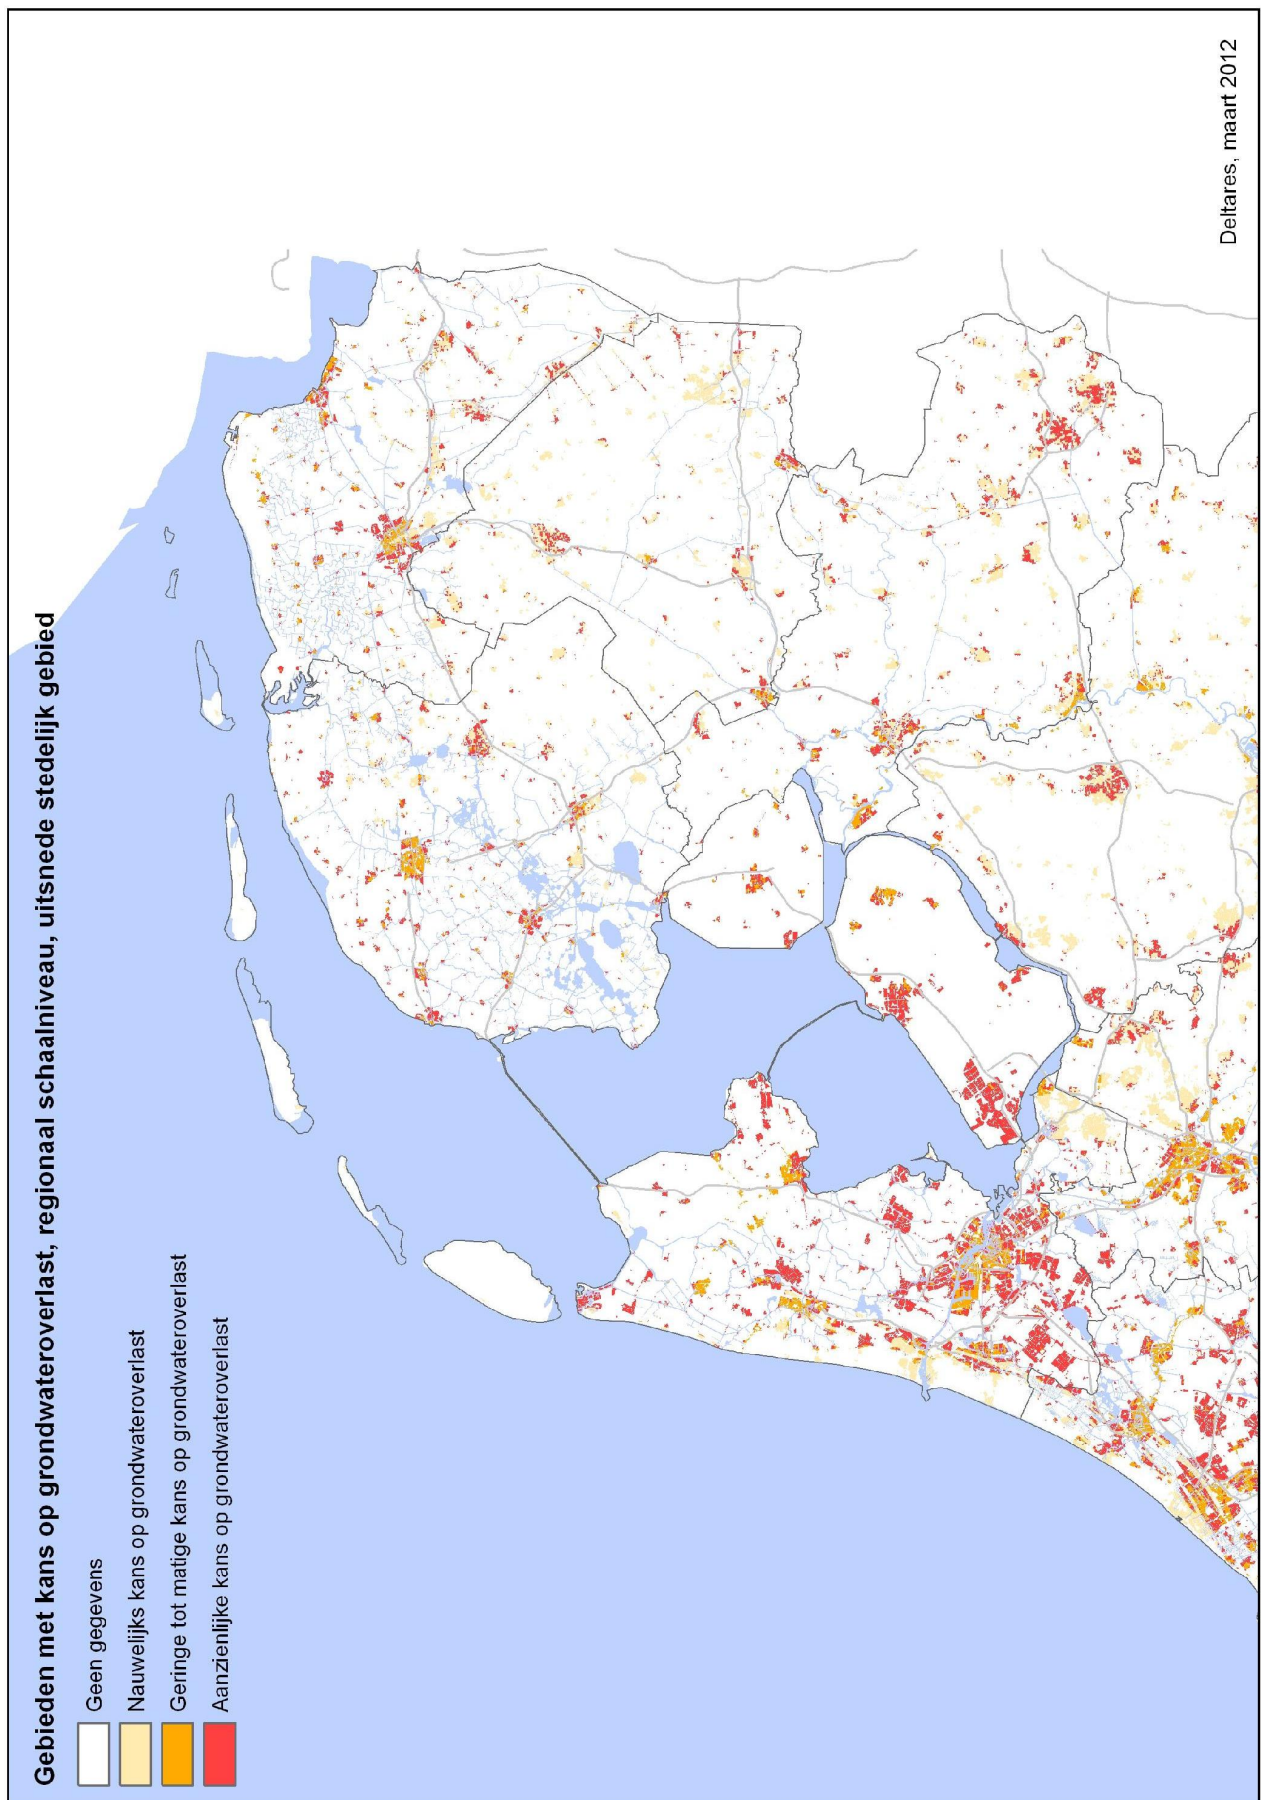 Gebieden met kans op grondwateroverlast, regionaal schaalniveau, uitsnede stedelijk gebied
Geen gegevens
Nauwelijks kans op grondwateroverlast
Geringe tot matige kans op grondwateroverlast
Aanzienlijke kans op grondwateroverlast
Deltares, maart 2012